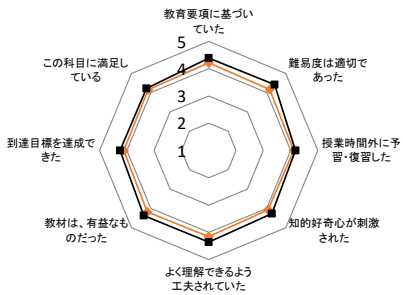 教育要項に基づい
ていた
難易度は適切で
あった
授業時間外に予
習・復習した
知的好奇心が刺激
された
よく理解できるよう
工夫されていた
教材は、有益なも
のだった
到達目標を達成で
きた
この科目に満足し
ている
5
4
3
2
1